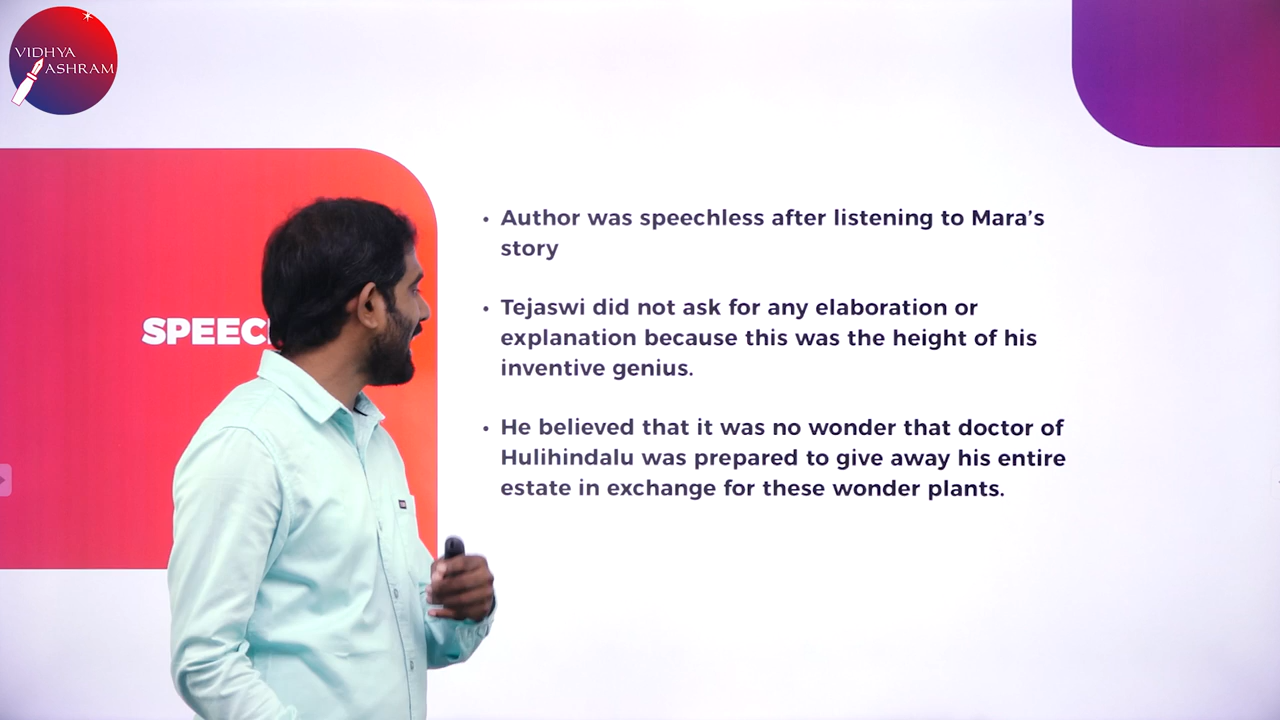 VIDHYA
ASHRAM
Author was speechless after listening to Mara's
story
Tejaswi did not ask for any elaboration or
explanation because this was the height of his
inventive genius.
He believed that it was no wonder that doctor of
Hulihindalu was prepared to give away his entire
estate in exchange for these wonder plants.